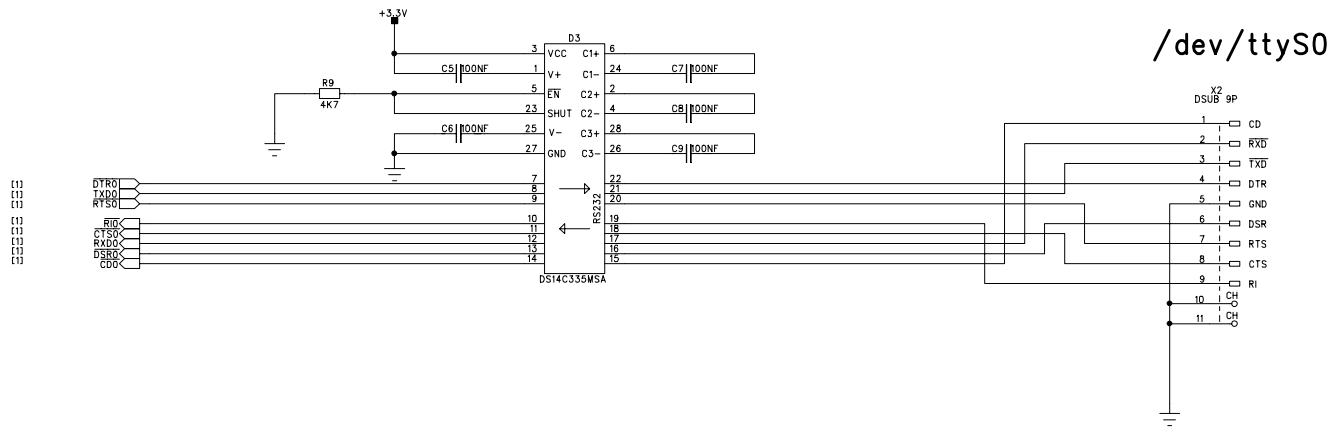 +3.3V
/dev/ttyS0
D3
3 VCC C1+ 6
C5 100NF 1 V+ C1- 24 C7 100NF
R9
4K7
5 EN C2+ 2
23 SHUT C2- 4 C8 100NF
C6 100NF 25 V- C3+ 28
27 GND C3- 26 C9 100NF
X2
DSUB 9P
1 CD
2 RXD
3 TXD
4 DTR
5 GND
6 DSR
7 RTS
8 CTS
9 RI
10 CH
11 CH
[1] DTR0 7 22
[1] TXD0 8 21
[1] RTS0 9 20
[1] RI0 10 19
[1] CTS0 11 18
[1] RXD0 12 17
[1] DSR0 13 16
[1] CD0 14 15
RS232
DS14C335MSA